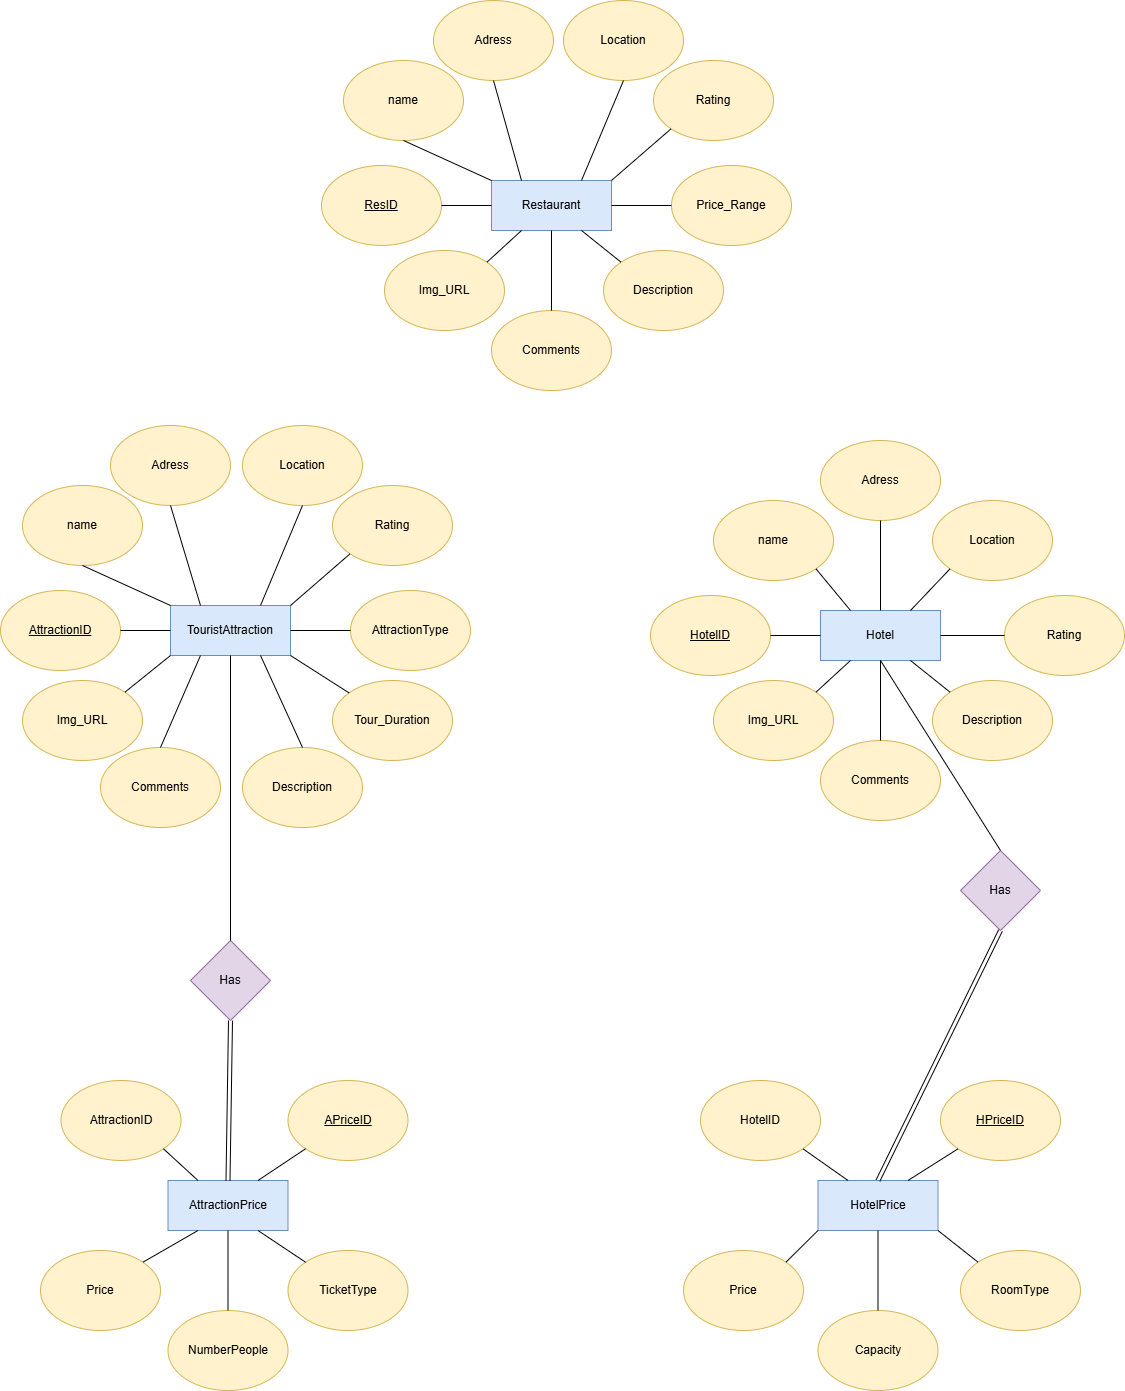 Adress
Location
name
Rating
ResID
Restaurant
Price_Range
Img_URL
Description
Comments
Adress
Location
name
Rating
AttractionID
TouristAttraction
AttractionType
Img_URL
Tour_Duration
Comments
Description
Has
AttractionID
APriceID
AttractionPrice
Price
TicketType
NumberPeople
Adress
name
Location
HotelID
Hotel
Rating
Img_URL
Description
Comments
Has
HotelID
HPriceID
HotelPrice
Price
RoomType
Capacity